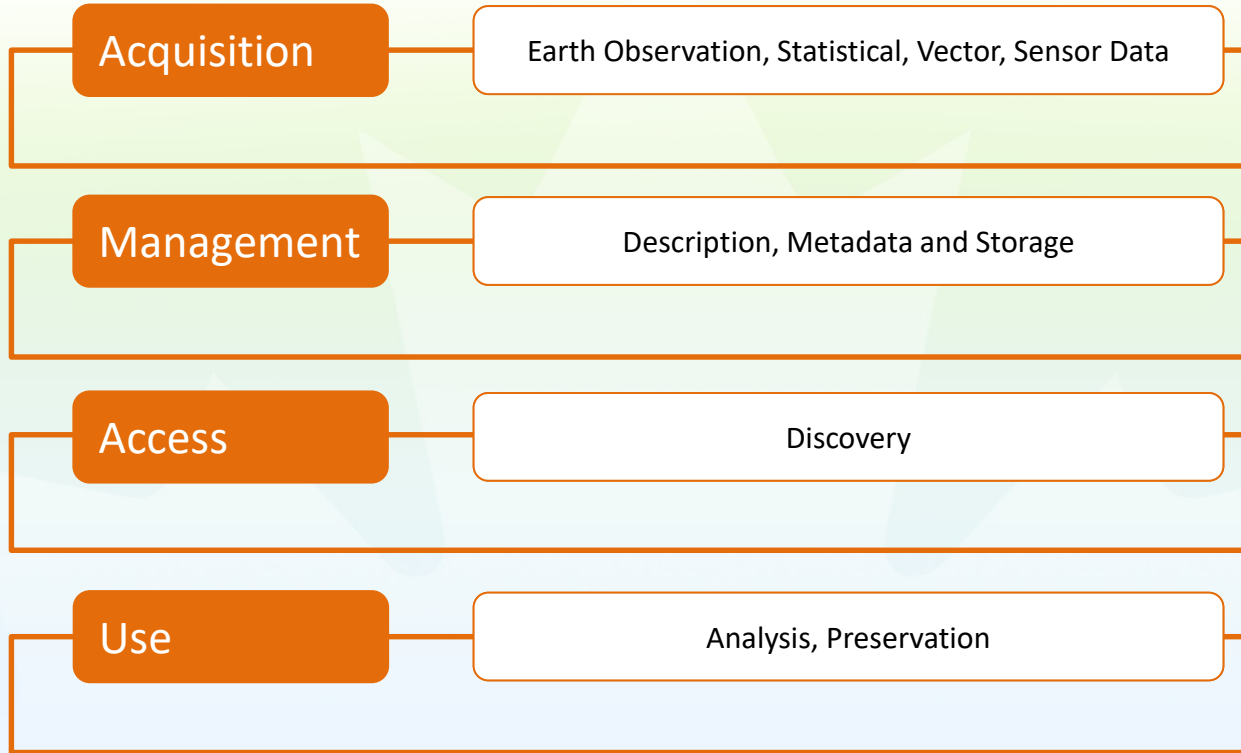 Acquisition
Earth Observation, Statistical, Vector, Sensor Data
Management
Description, Metadata and Storage
Access
Discovery
Use
Analysis, Preservation